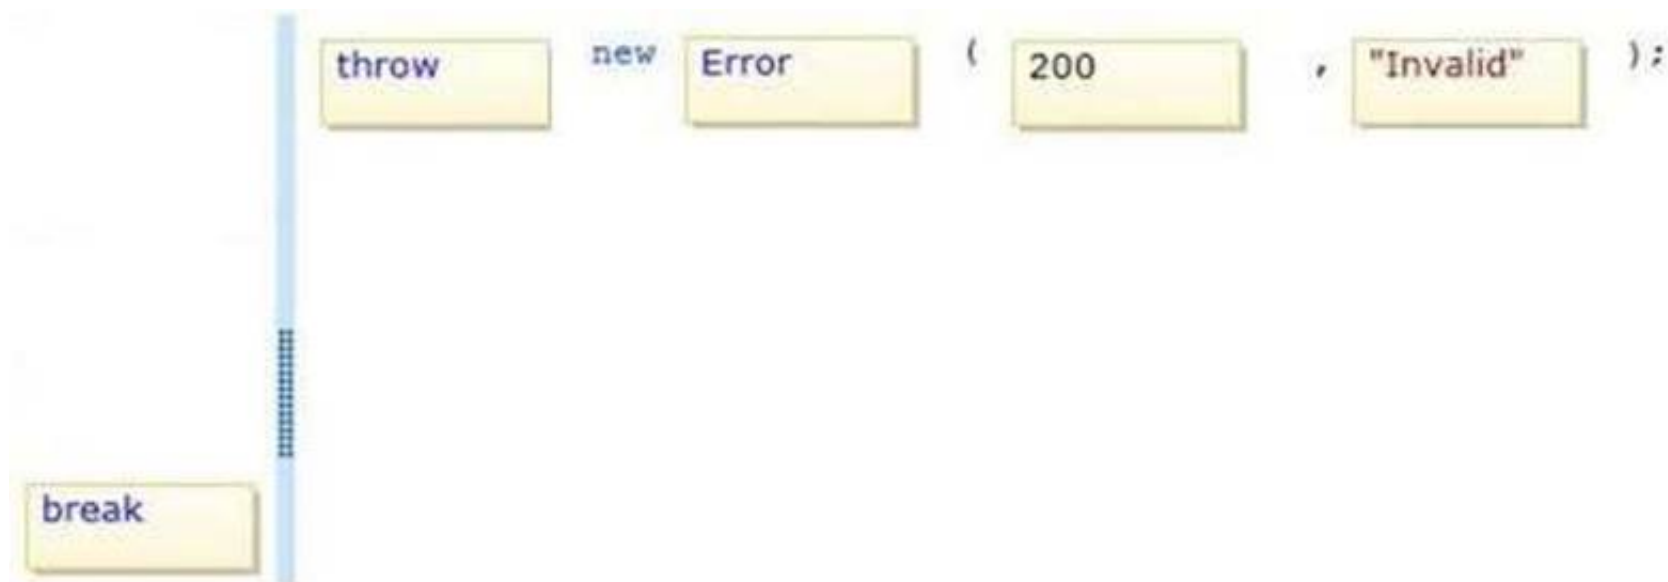 throw new Error ( 200 , "Invalid" );
break